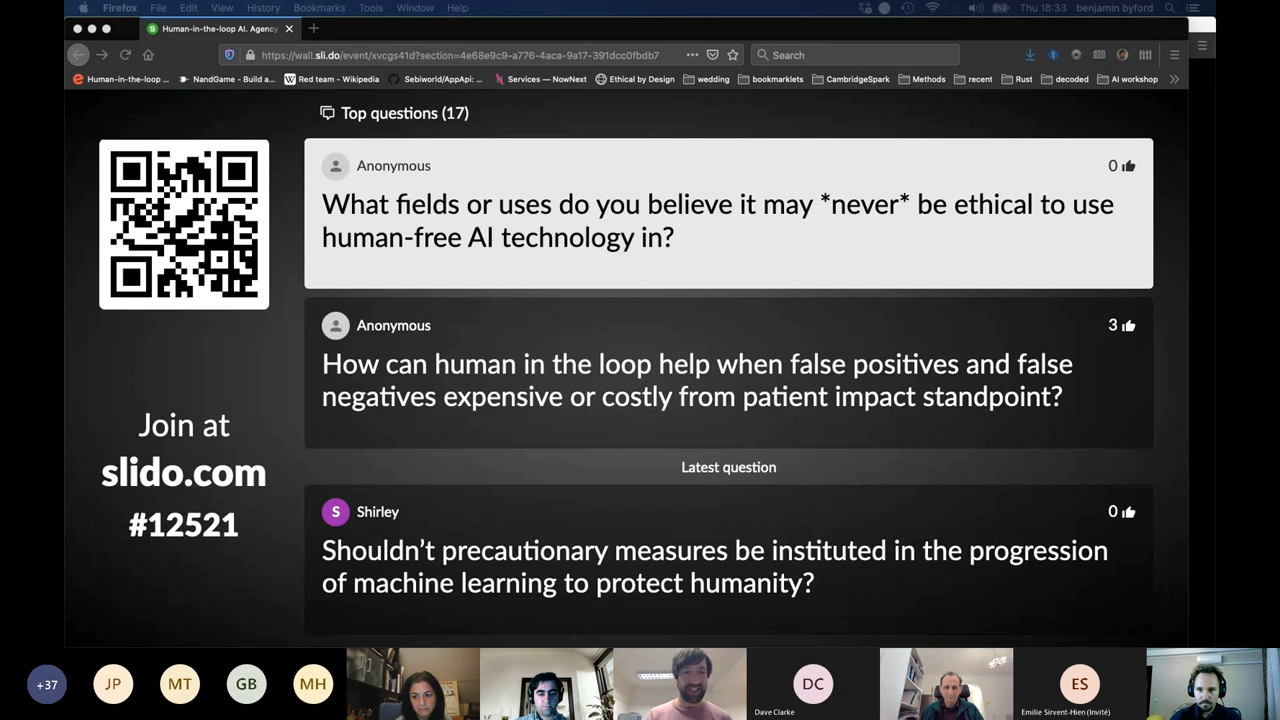 Firefox File Edit View History Bookmarks Tools Window Help
Thu 18:33 benjamin byford
Human-in-the-loop AI. Agency
https://wall.sli.do/event/xvcgs41d?section=4e68e9c9-a776-4aca-9a17-391dcc0fbdb7
Search
Human-in-the-loop ... NandGame - Build a... Red team - Wikipedia Sebiworld/AppApi: ... Services — NowNext Ethical by Design wedding bookmarklets CambridgeSpark Methods recent Rust decoded AI workshop
Top questions (17)
Anonymous
0
What fields or uses do you believe it may *never* be ethical to use
human-free AI technology in?
Anonymous
3
How can human in the loop help when false positives and false
negatives expensive or costly from patient impact standpoint?
Join at
slido.com
#12521
Latest question
S Shirley
0
Shouldn't precautionary measures be instituted in the progression
of machine learning to protect humanity?
+37 JP MT GB MH DC ES
Dave Clarke
Emilie Sirvent-Hien (Invité)